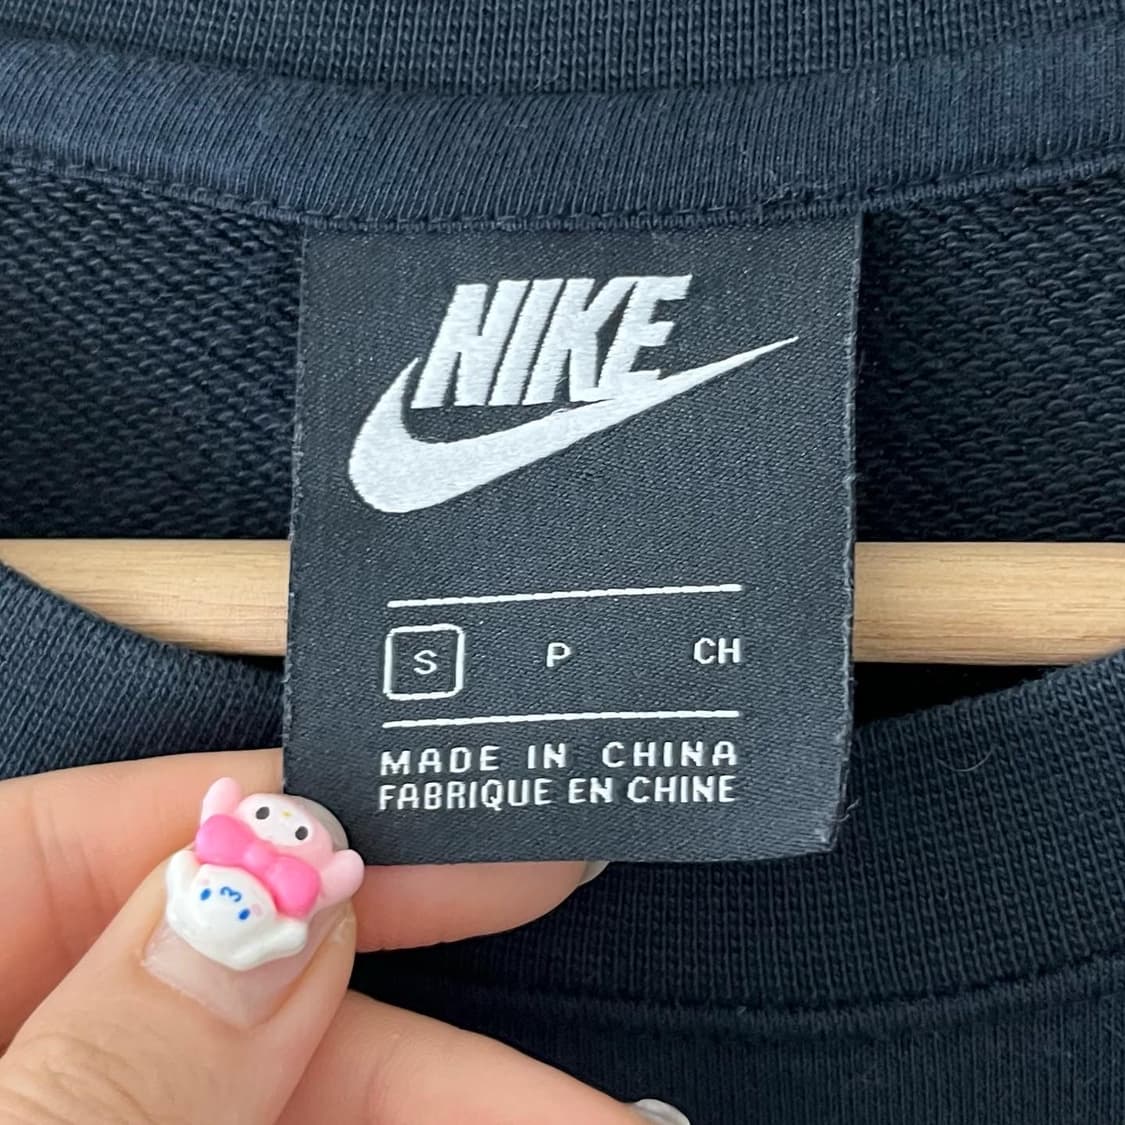 NIKE
S P CH
MADE IN CHINA
FABRIQUE EN CHINE